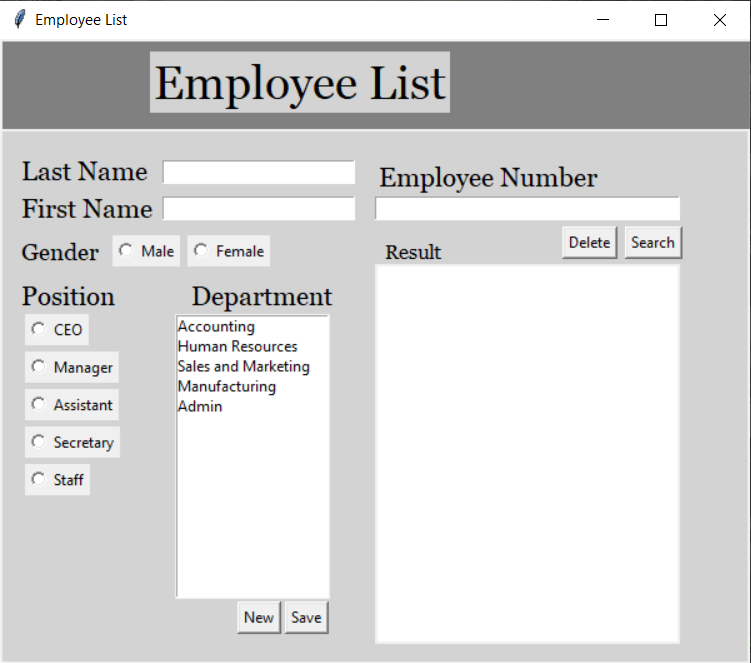 Employee List
Employee List
Last Name
First Name
Gender
Male
Female
Position
CEO
Manager
Assistant
Secretary
Staff
Department
Accounting
Human Resources
Sales and Marketing
Manufacturing
Admin
New
Save
Employee Number
Delete
Search
Result